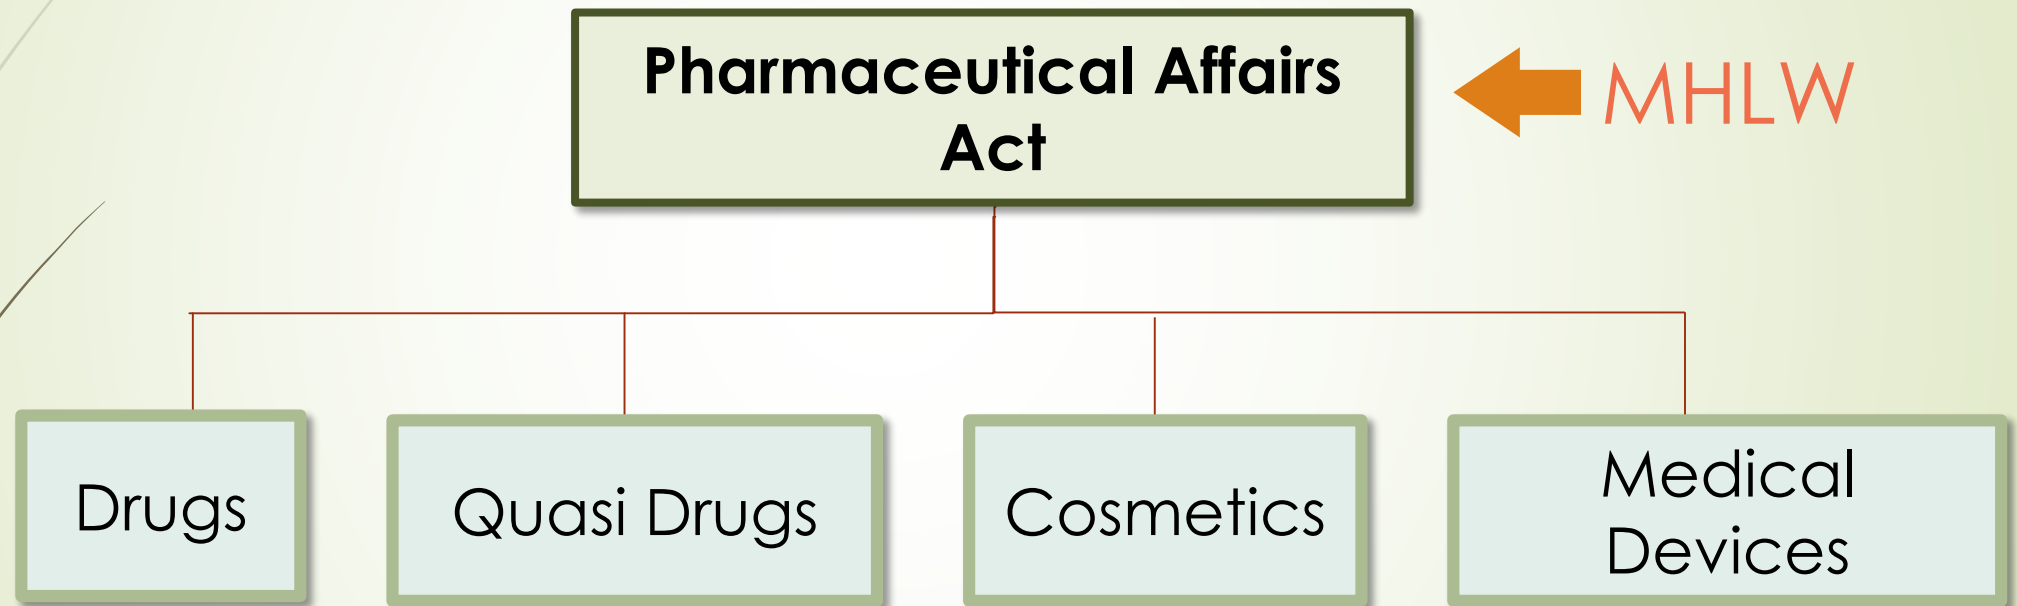 Pharmaceutical Affairs
Act
MHLW
Drugs
Quasi Drugs
Cosmetics
Medical
Devices